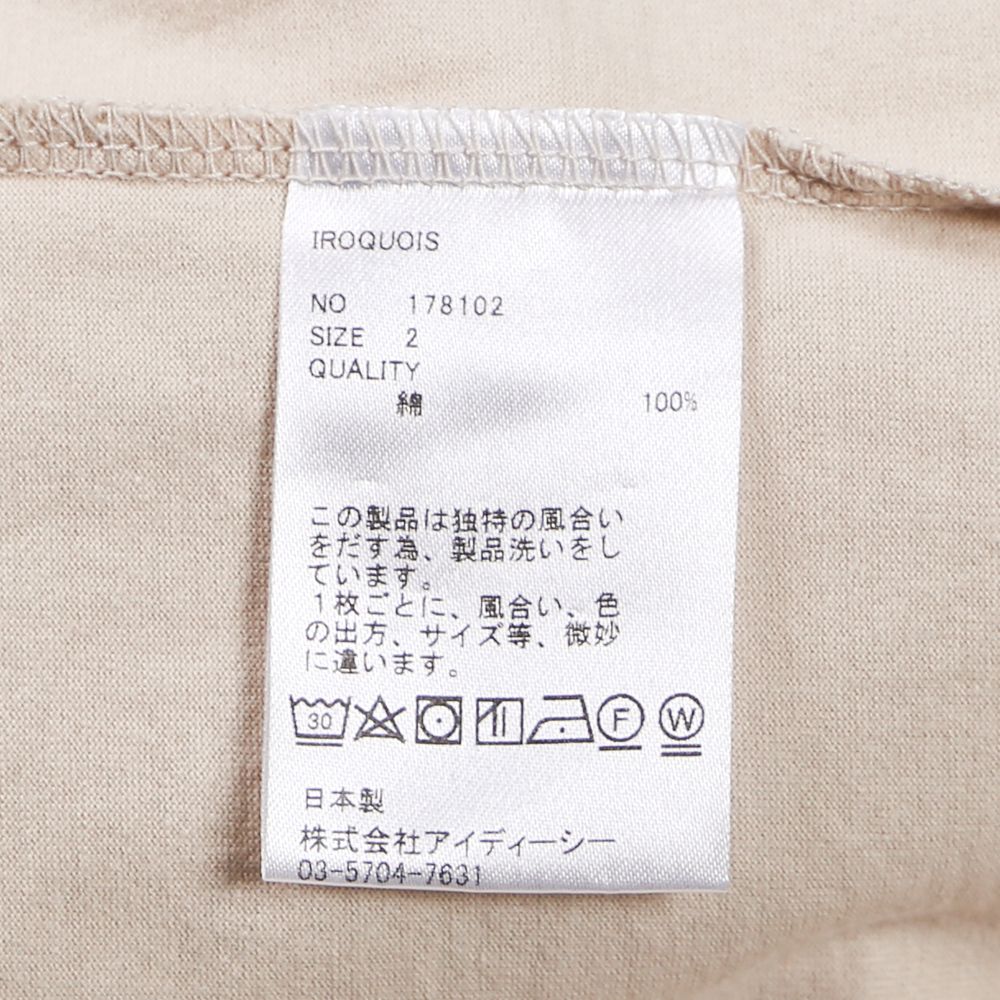 IROQUOIS
NO 178102
SIZE 2
QUALITY
綿 100%
この製品は独特の風合い
をだす為、製品洗いをし
ています。
1枚ごとに、風合い、色
の出方、サイズ等、微妙
に違います。
30 F W
日本製
株式会社アイディーシー
03-5704-7631